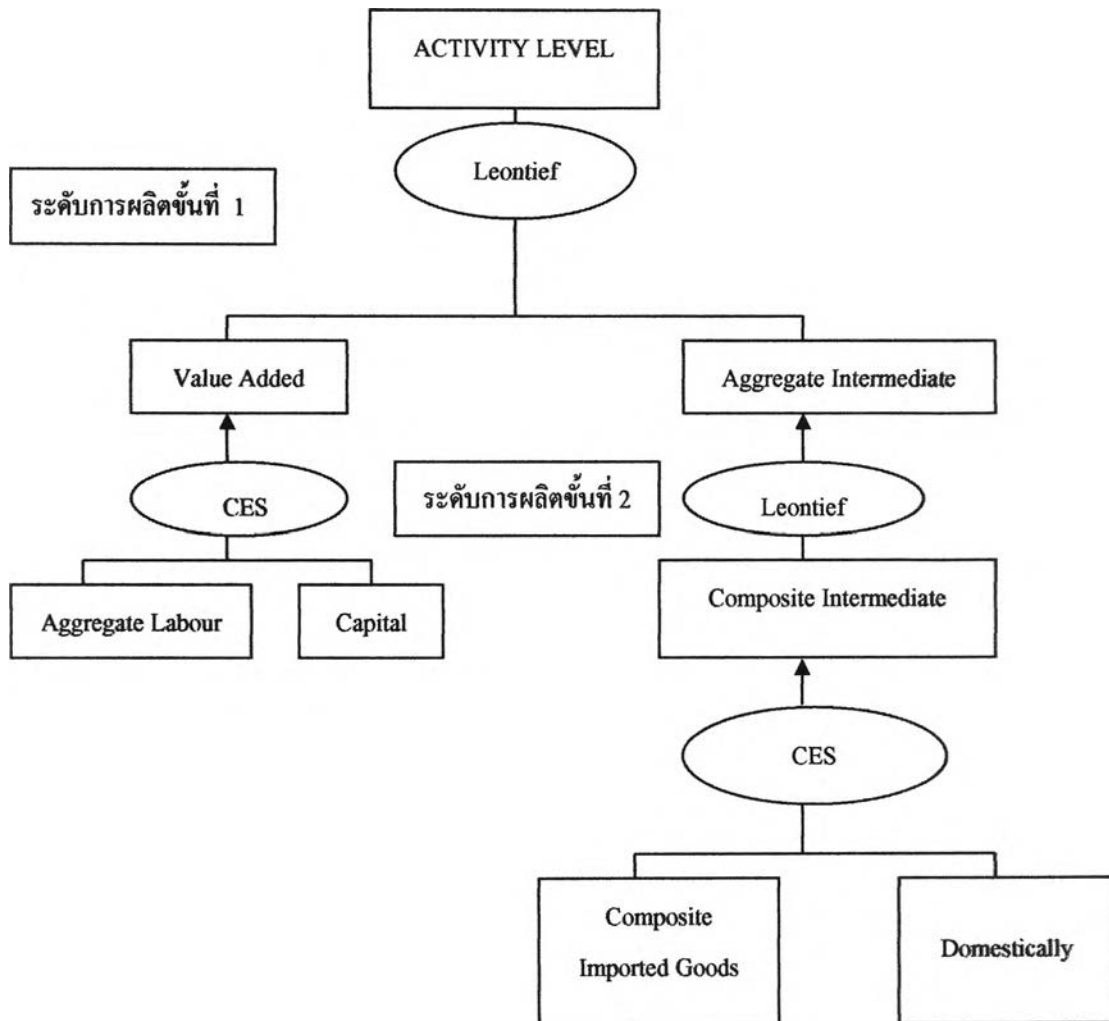 ACTIVITY LEVEL
Leontief
ระดับการผลิตขั้นที่ 1
Value Added
Aggregate Intermediate
CES
ระดับการผลิตขั้นที่ 2
Leontief
Aggregate Labour
Capital
Composite Intermediate
CES
Composite
Imported Goods
Domestically